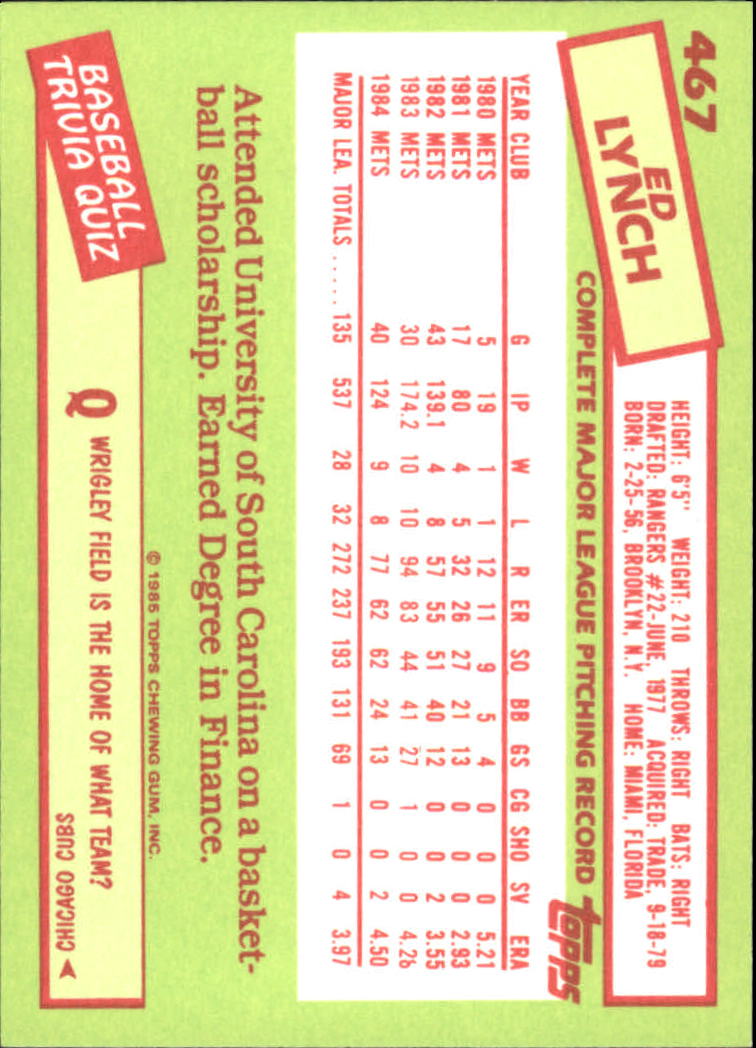 467
ED
LYNCH
HEIGHT: 6'5" WEIGHT: 210 THROWS: RIGHT BATS: RIGHT
DRAFTED: RANGERS #22-JUNE, 1977 ACQUIRED: TRADE, 9-18-79
BORN: 2-25-56, BROOKLYN, N.Y. HOME: MIAMI, FLORIDA
COMPLETE MAJOR LEAGUE PITCHING RECORD topps
YEAR CLUB G IP W L R ER SO BB GS CG SHO SV ERA
1980 METS 5 19 1 1 12 11 9 5 4 0 0 0 5.21
1981 METS 17 80 4 5 32 26 27 21 13 0 0 0 2.93
1982 METS 43 139.1 4 8 57 55 51 40 12 0 0 2 3.55
1983 METS 30 174.2 10 10 94 83 44 41 27 1 0 0 4.28
1984 METS 40 124 9 8 77 62 62 24 13 0 0 2 4.50
MAJOR LEA. TOTALS ..... 135 537 28 32 272 237 193 131 69 1 0 4 3.97
Attended University of South Carolina on a basket-
ball scholarship. Earned Degree in Finance.
© 1985 TOPPS CHEWING GUM, INC.
BASEBALL
TRIVIA QUIZ
Q WRIGLEY FIELD IS THE HOME OF WHAT TEAM?
CHICAGO CUBS